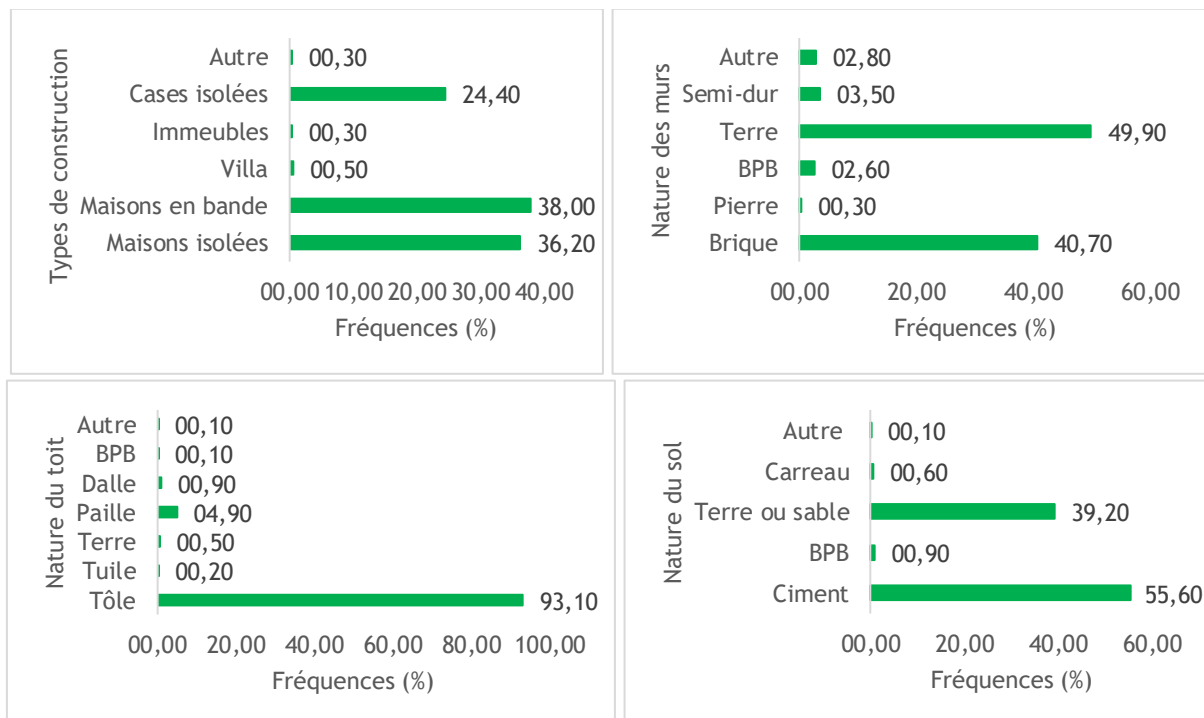 Types de construction
Autre 00,30
Cases isolées 24,40
Immeubles 00,30
Villa 00,50
Maisons en bande 38,00
Maisons isolées 36,20
00,00 10,00 20,00 30,00 40,00
Fréquences (%)
Nature des murs
Autre 02,80
Semi-dur 03,50
Terre 49,90
BPB 02,60
Pierre 00,30
Brique 40,70
00,00 20,00 40,00 60,00
Fréquences (%)
Nature du toit
Autre 00,10
BPB 00,10
Dalle 00,90
Paille 04,90
Terre 00,50
Tuile 00,20
Tôle 93,10
00,00 20,00 40,00 60,00 80,00 100,00
Fréquences (%)
Nature du sol
Autre 00,10
Carreau 00,60
Terre ou sable 39,20
BPB 00,90
Ciment 55,60
00,00 20,00 40,00 60,00
Fréquences (%)